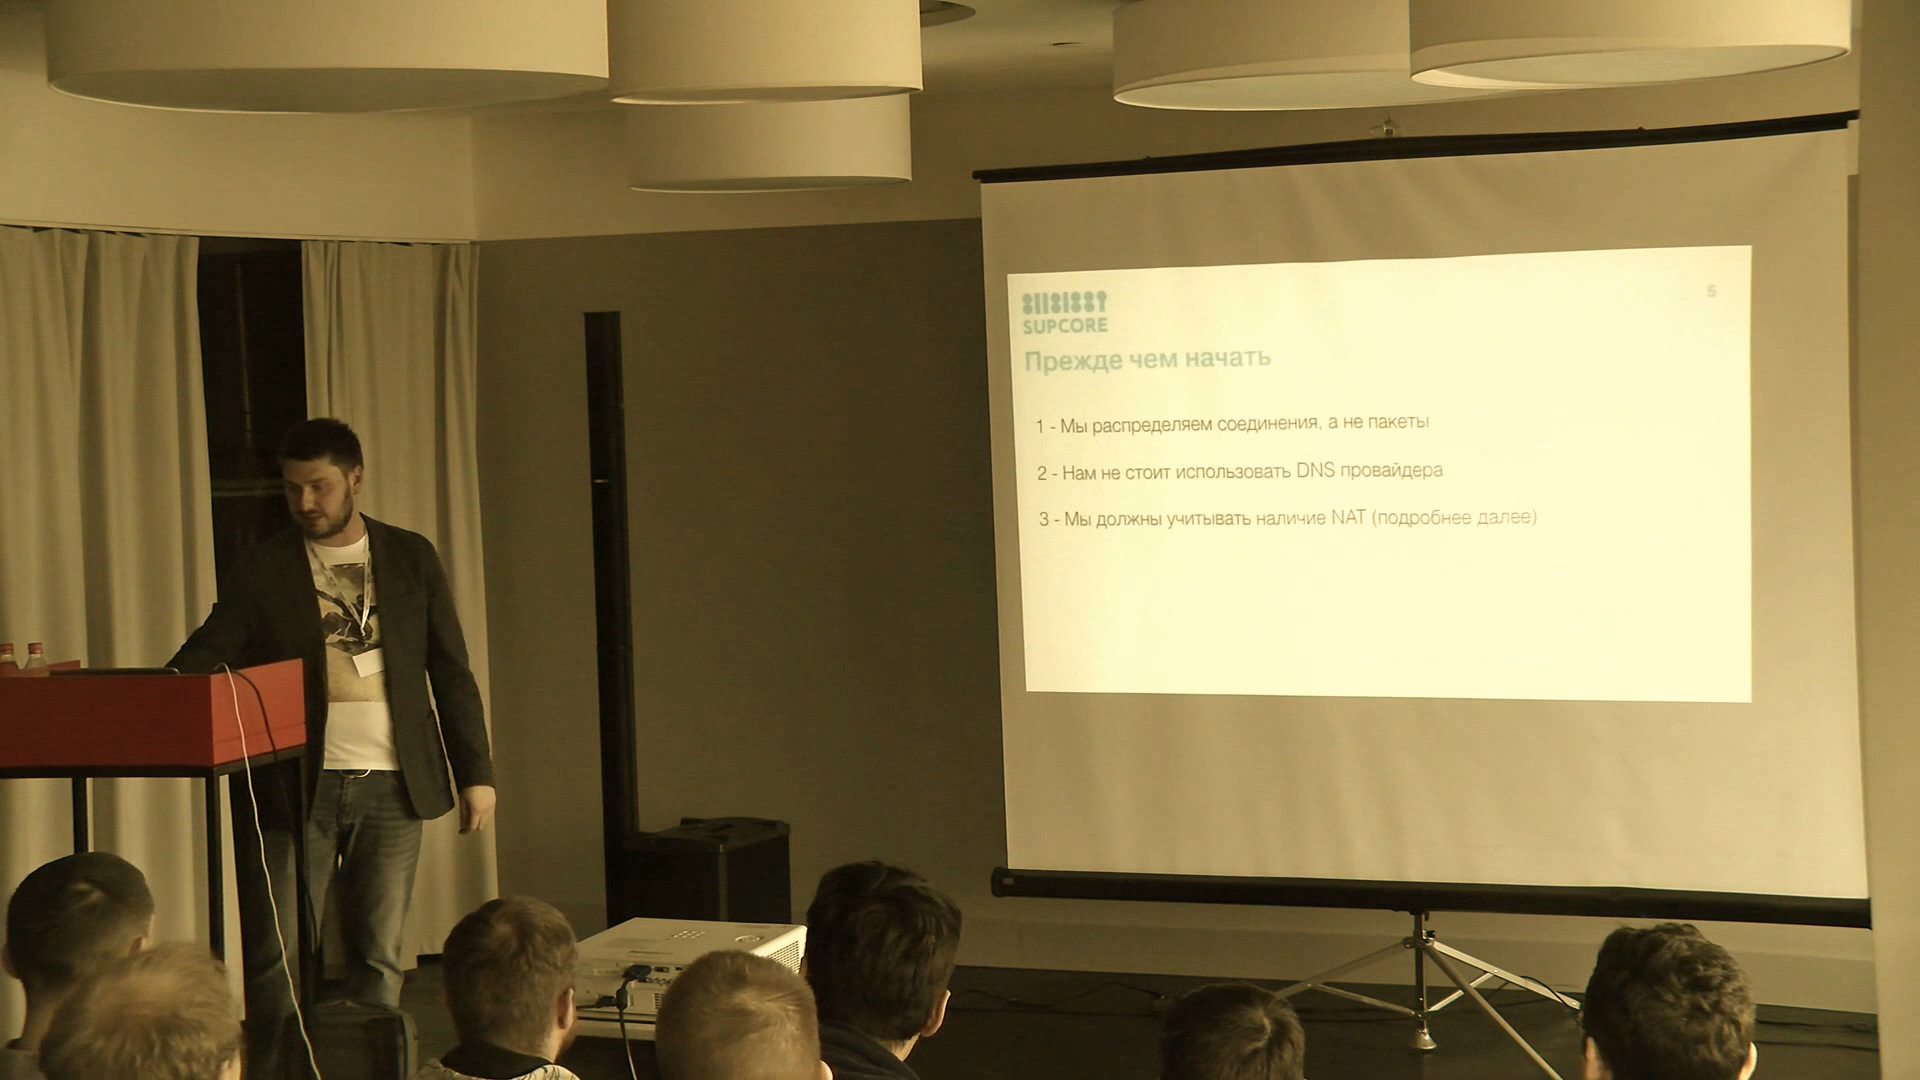 5
SUPCORE
Прежде чем начать
1 - Мы распределяем соединения, а не пакеты
2 - Нам не стоит использовать DNS провайдера
3 - Мы должны учитывать наличие NAT (подробнее далее)